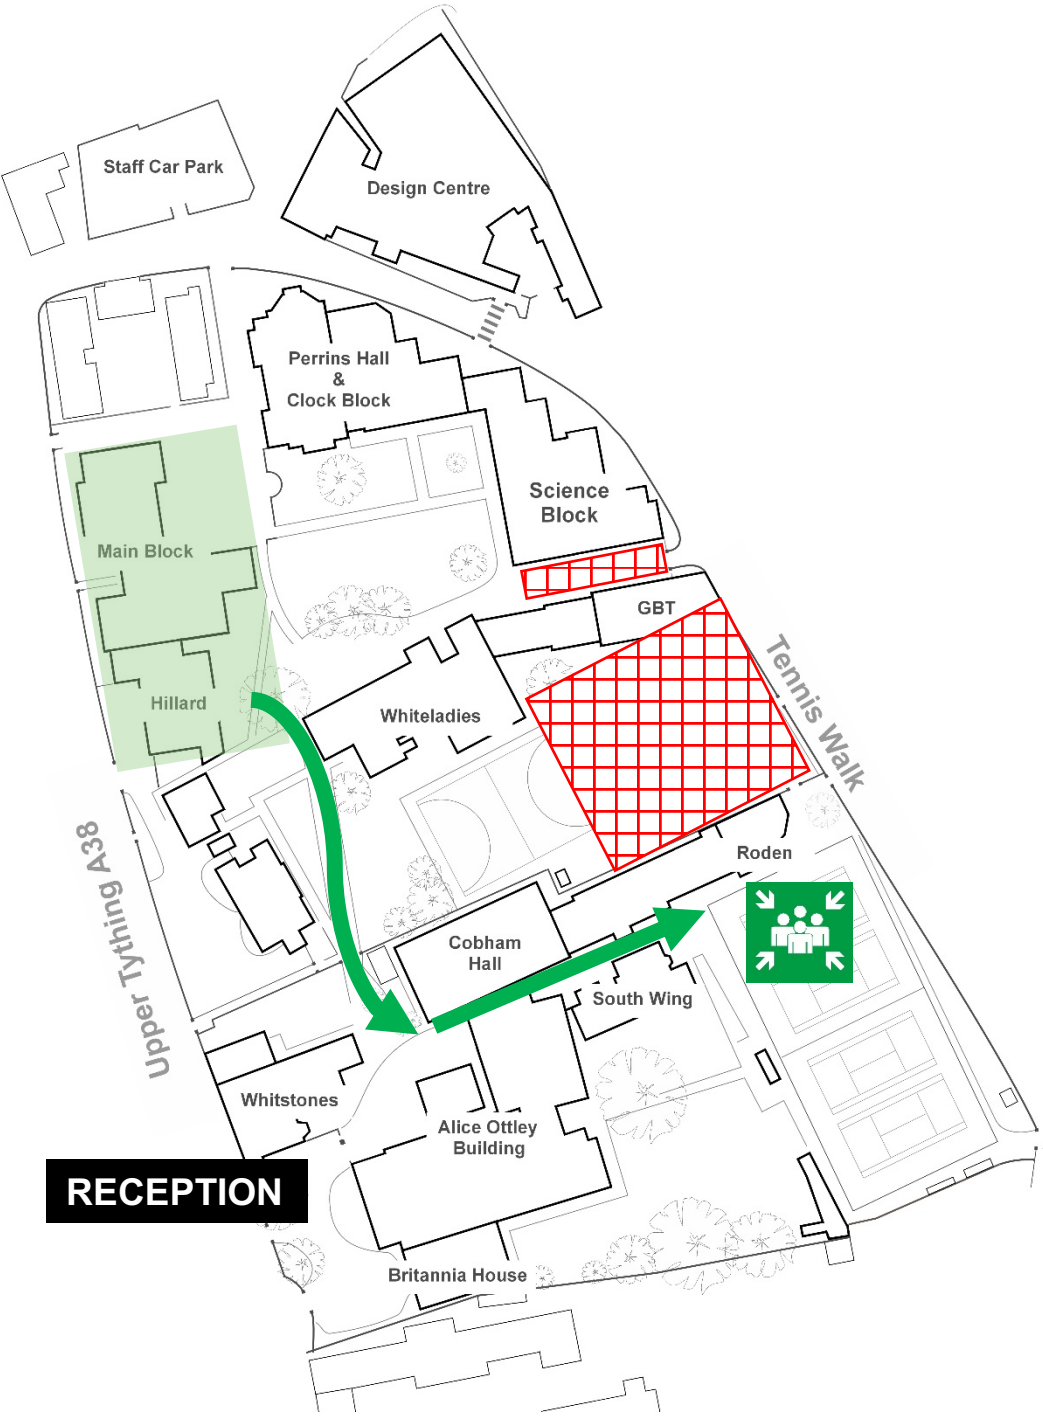 Staff Car Park
Design Centre
Perrins Hall
&
Clock Block
Science
Block
Main Block
GBT
Hillard
Whiteladies
Tennis Walk
Upper Tything A38
Roden
Cobham
Hall
South Wing
Whitstones
Alice Ottley
Building
RECEPTION
Britannia House